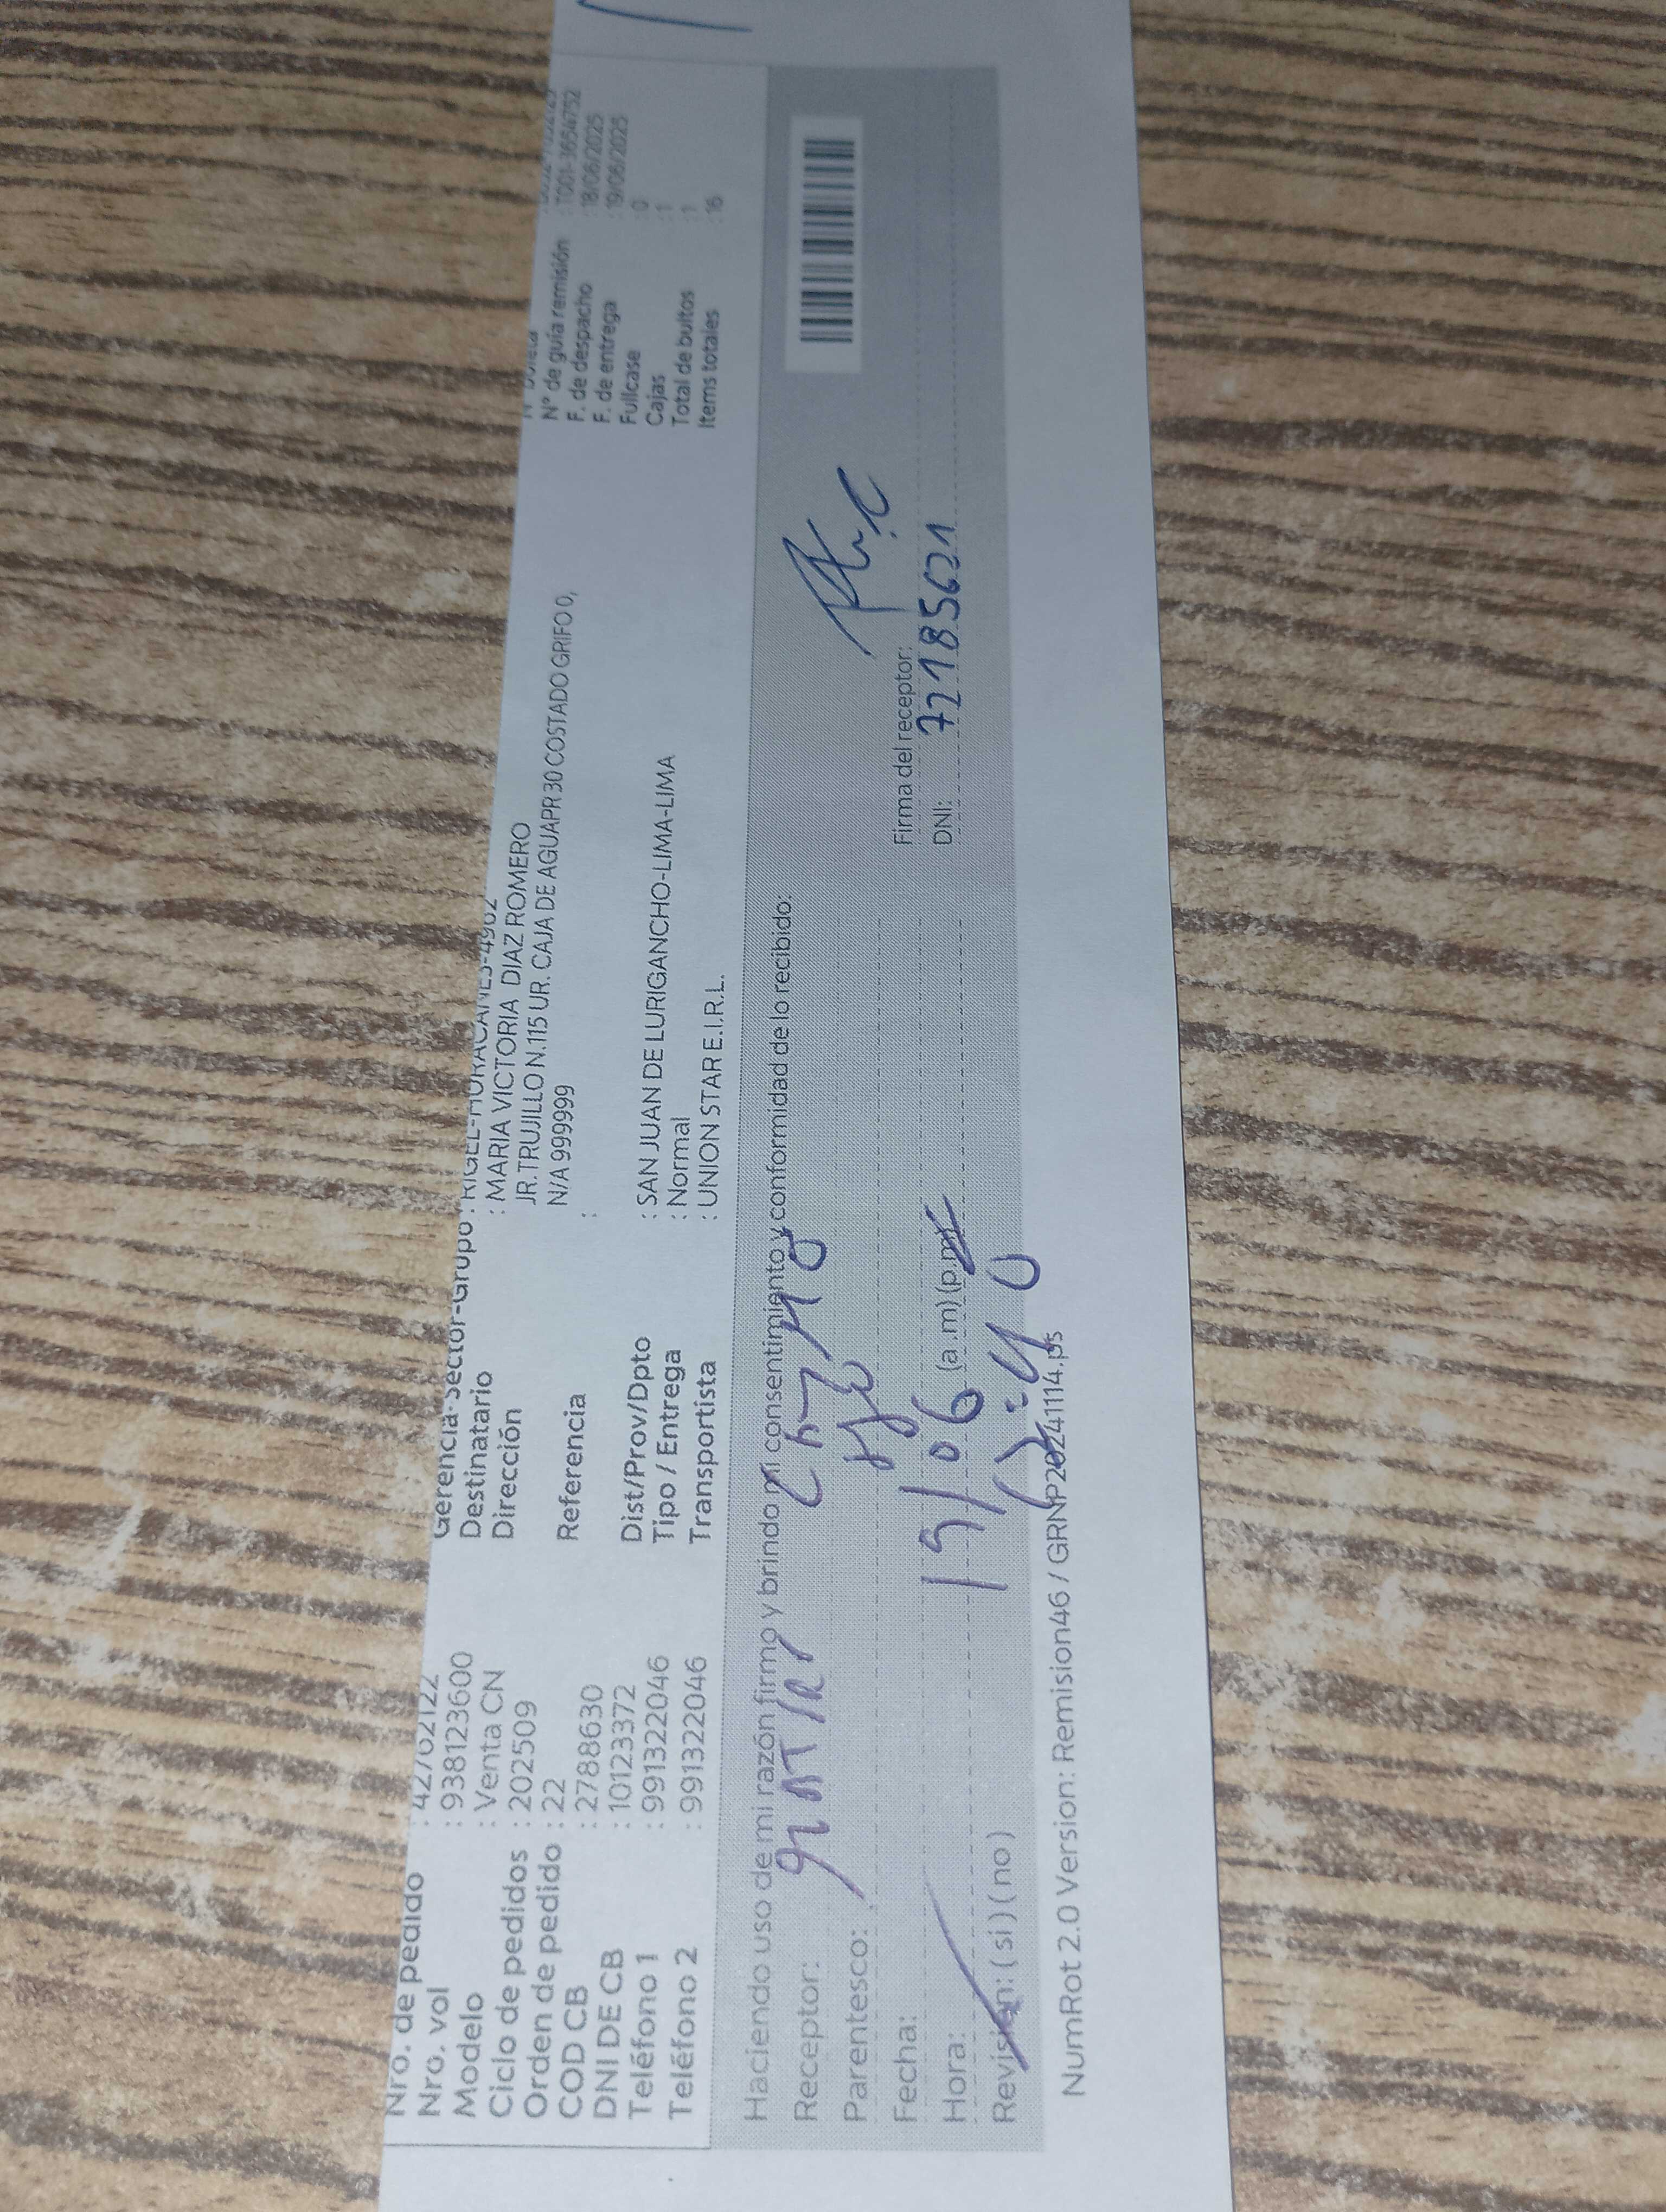 Nro. de pedido : 42762122
Nro. vol : 938123600
Modelo : Venta CN
Ciclo de pedidos : 202509
Orden de pedido : 22
COD CB : 2788630
DNI DE CB : 10123372
Teléfono 1 : 991322046
Teléfono 2 : 991322046
Gerencia-Sector-Grupo : RIGEL-HURACANES-4902
Destinatario : MARIA VICTORIA DIAZ ROMERO
Dirección JR. TRUJILLO N.115 UR. CAJA DE AGUAPR 30 COSTADO GRIFO 0,
N/A 999999
Referencia :
Dist/Prov/Dpto : SAN JUAN DE LURIGANCHO-LIMA-LIMA
Tipo / Entrega : Normal
Transportista : UNION STAR E.I.R.L.
N° boleta
N° de guía remisión : T001-3654752
F. de despacho : 18/06/2025
F. de entrega : 19/06/2025
Fullcase : 0
Cajas : 1
Total de bultos : 1
Items totales : 16
Haciendo uso de mi razón firmo y brindo mi consentimiento y conformidad de lo recibido:
Receptor:
Parentesco:
Fecha: 19/06
Hora: (a.m) (p.m) 13:40
Revisión: (si) (no)
Firma del receptor:
DNI: 72185621
NumRot 2.0 Version: Remision46 / GRNP20241114.ps